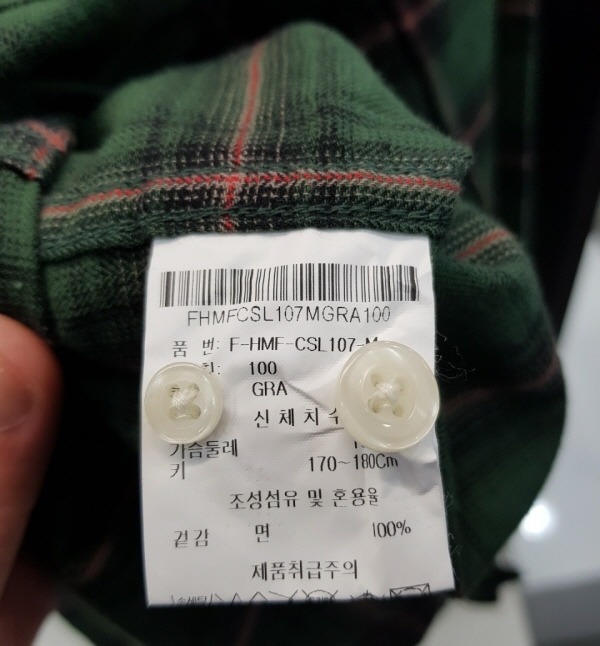 FHMFCSL107MGRA100
품 번: F-HMF-CSL107-M
100
GRA
신체치수
가슴둘레
키 170~180Cm
조성섬유 및 혼용율
겉감 면 100%
제품취급주의